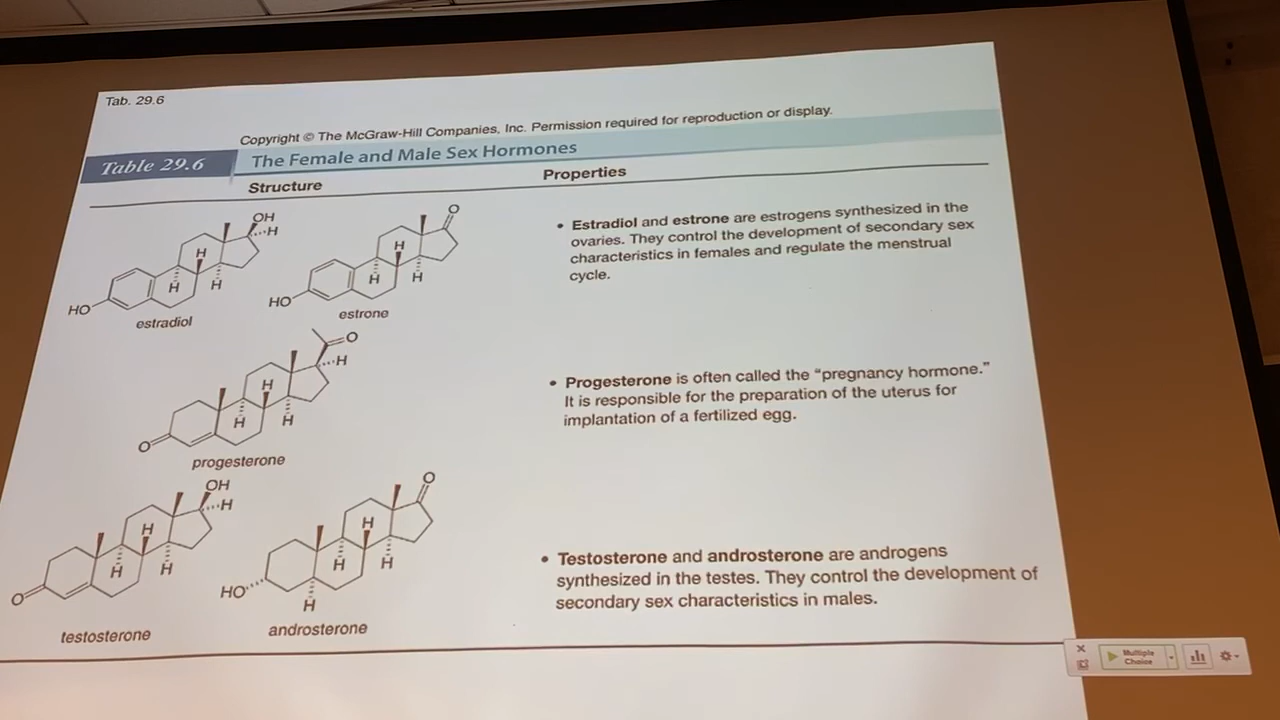 Tab. 29.6
Copyright © The McGraw-Hill Companies, Inc. Permission required for reproduction or display.
Table 29.6
The Female and Male Sex Hormones
Structure
Properties
OH
H
H
H
H
HO
estradiol
O
H
H
H
HO
estrone
• Estradiol and estrone are estrogens synthesized in the
ovaries. They control the development of secondary sex
characteristics in females and regulate the menstrual
cycle.
O
H
H
H
H
O
progesterone
• Progesterone is often called the “pregnancy hormone.”
It is responsible for the preparation of the uterus for
implantation of a fertilized egg.
OH
H
H
H
H
O
testosterone
O
H
H
H
HO
H
androsterone
• Testosterone and androsterone are androgens
synthesized in the testes. They control the development of
secondary sex characteristics in males.
Multiple
Choice